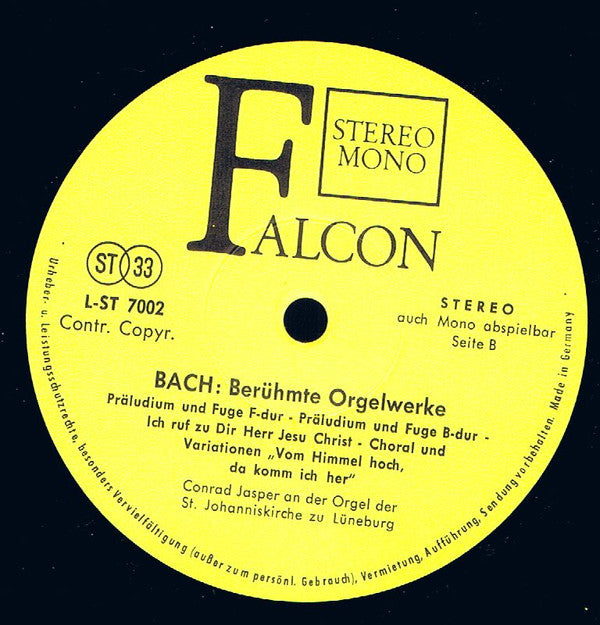 STEREO
MONO
FALCON
ST 33
L-ST 7002
Contr. Copyr.
STEREO
auch Mono abspielbar
Seite B
BACH: Berühmte Orgelwerke
Präludium und Fuge F-dur - Präludium und Fuge B-dur -
Ich ruf zu Dir Herr Jesu Christ - Choral und
Variationen „Vom Himmel hoch,
da komm ich her"
Conrad Jasper an der Orgel der
St. Johanniskirche zu Lüneburg
Urheber- u. Leistungsschutzrechte, besonders Vervielfältigung (außer zum persönl. Gebrauch), Vermietung, Aufführung, Sendung vorbehalten. Made in Germany